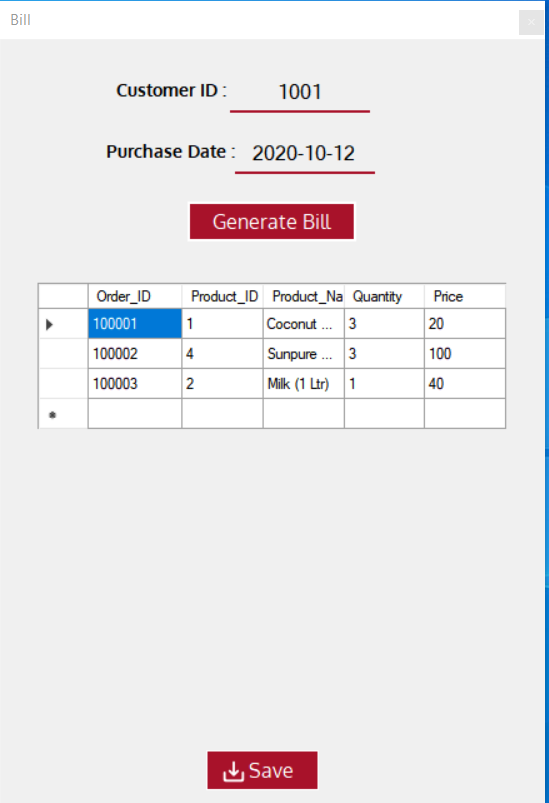 Bill
Customer ID : 1001
Purchase Date : 2020-10-12
Generate Bill
Order_ID Product_ID Product_Na Quantity Price
100001 1 Coconut ... 3 20
100002 4 Sunpure ... 3 100
100003 2 Milk (1 Ltr) 1 40
Save